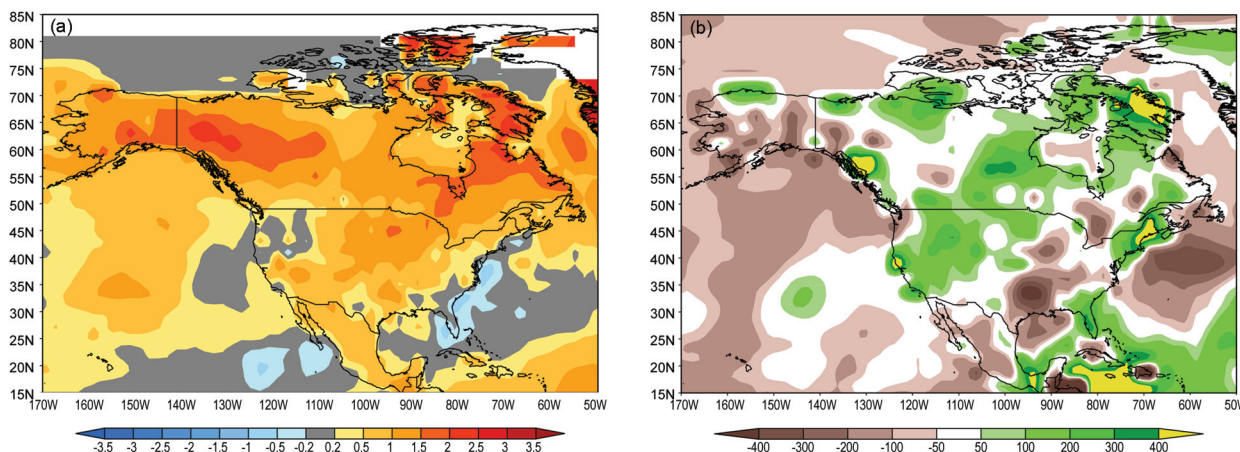 (a)
85N
80N
75N
70N
65N
60N
55N
50N
45N
40N
35N
30N
25N
20N
15N
170W 160W 150W 140W 130W 120W 110W 100W 90W 80W 70W 60W 50W
-3.5 -3 -2.5 -2 -1.5 -1 -0.5 -0.2 0.2 0.5 1 1.5 2 2.5 3 3.5
(b)
85N
80N
75N
70N
65N
60N
55N
50N
45N
40N
35N
30N
25N
20N
15N
170W 160W 150W 140W 130W 120W 110W 100W 90W 80W 70W 60W 50W
-400 -300 -200 -100 -50 50 100 200 300 400